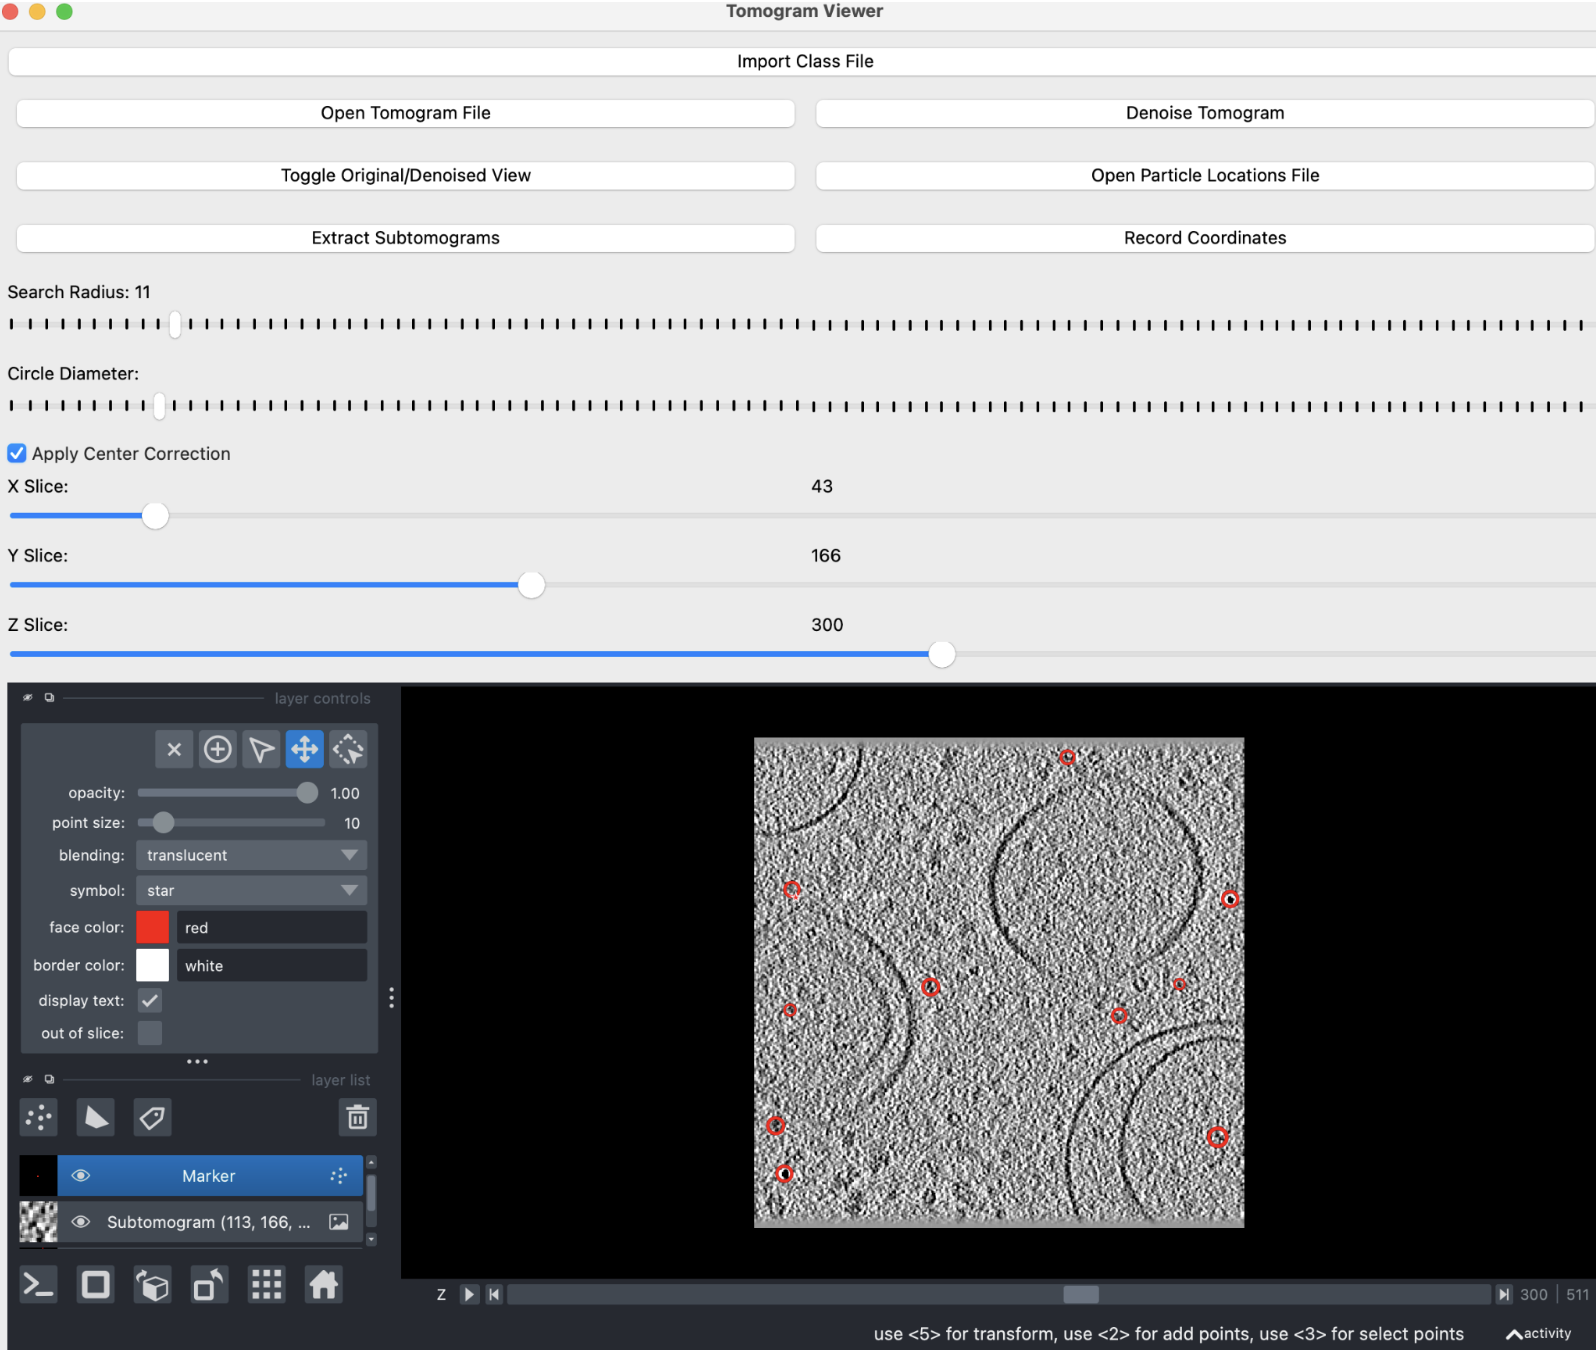 Tomogram Viewer
Import Class File
Open Tomogram File
Denoise Tomogram
Toggle Original/Denoised View
Open Particle Locations File
Extract Subtomograms
Record Coordinates
Search Radius: 11
Circle Diameter:
Apply Center Correction
X Slice:
43
Y Slice:
166
Z Slice:
300
layer controls
opacity:
1.00
point size:
10
blending:
translucent
symbol:
star
face color:
red
border color:
white
display text:
out of slice:
layer list
Marker
Subtomogram (113, 166, ...
Z
300
511
use <5> for transform, use <2> for add points, use <3> for select points
activity